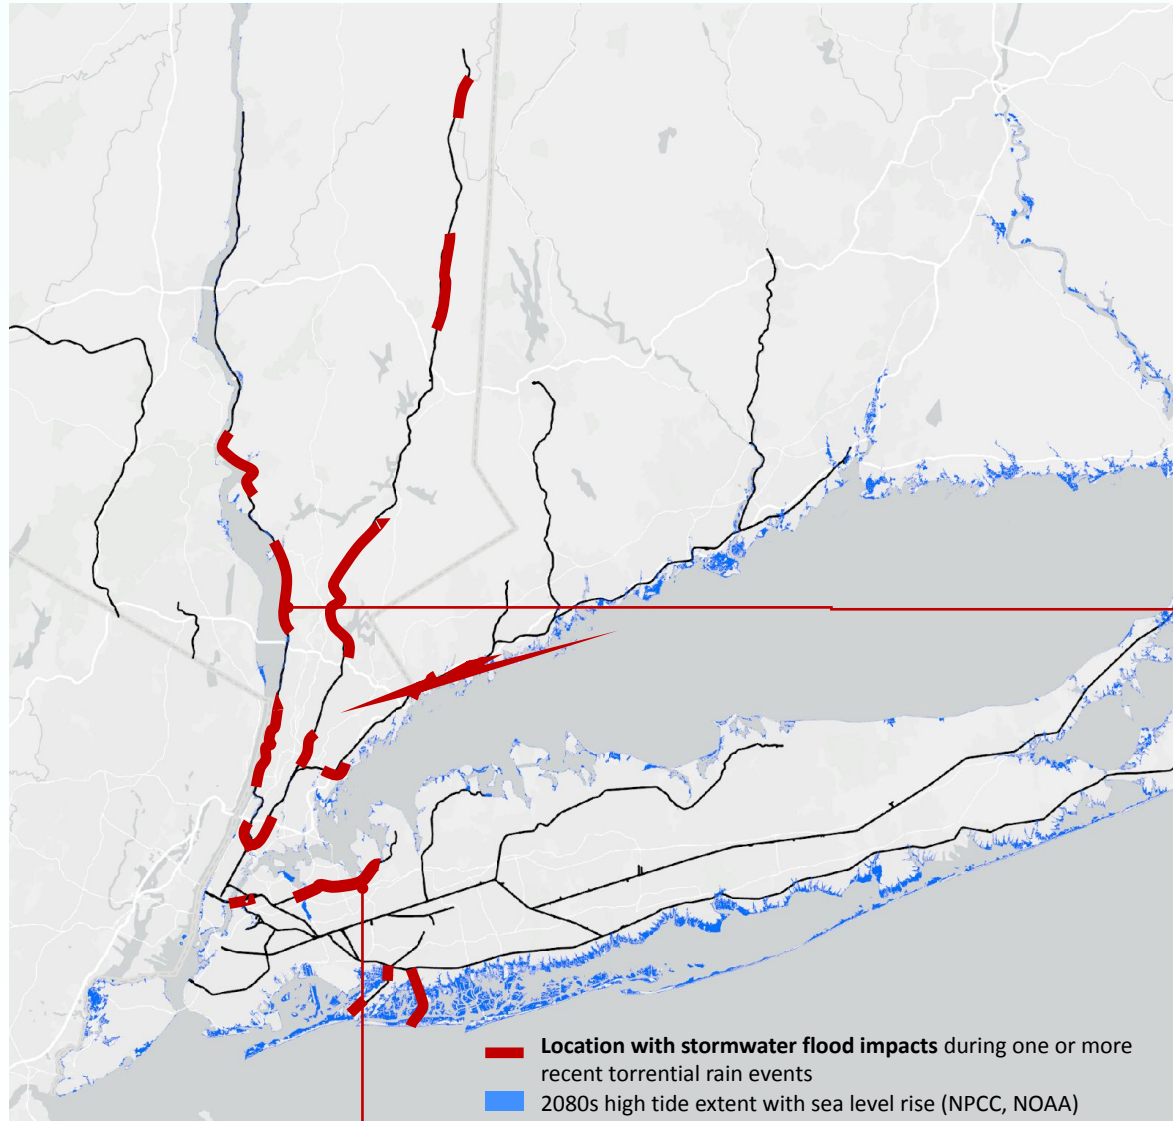 Location with stormwater flood impacts during one or more
recent torrential rain events
2080s high tide extent with sea level rise (NPCC, NOAA)